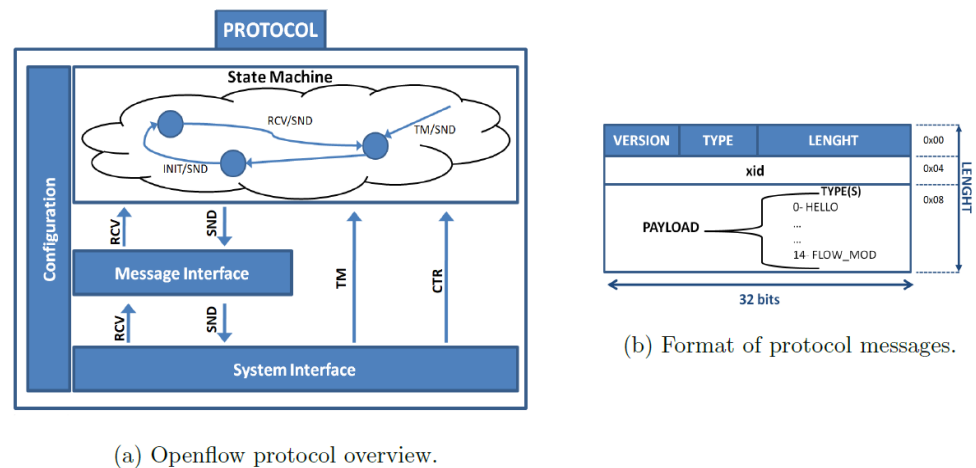 PROTOCOL
State Machine
RCV/SND
TM/SND
INIT/SND
Configuration
RCV
SND
TM
CTR
Message Interface
RCV
SND
System Interface
(a) Openflow protocol overview.
VERSION TYPE LENGHT 0x00
xid 0x04
TYPE(S) 0x08
0- HELLO
...
PAYLOAD
...
14- FLOW_MOD
LENGHT
32 bits
(b) Format of protocol messages.